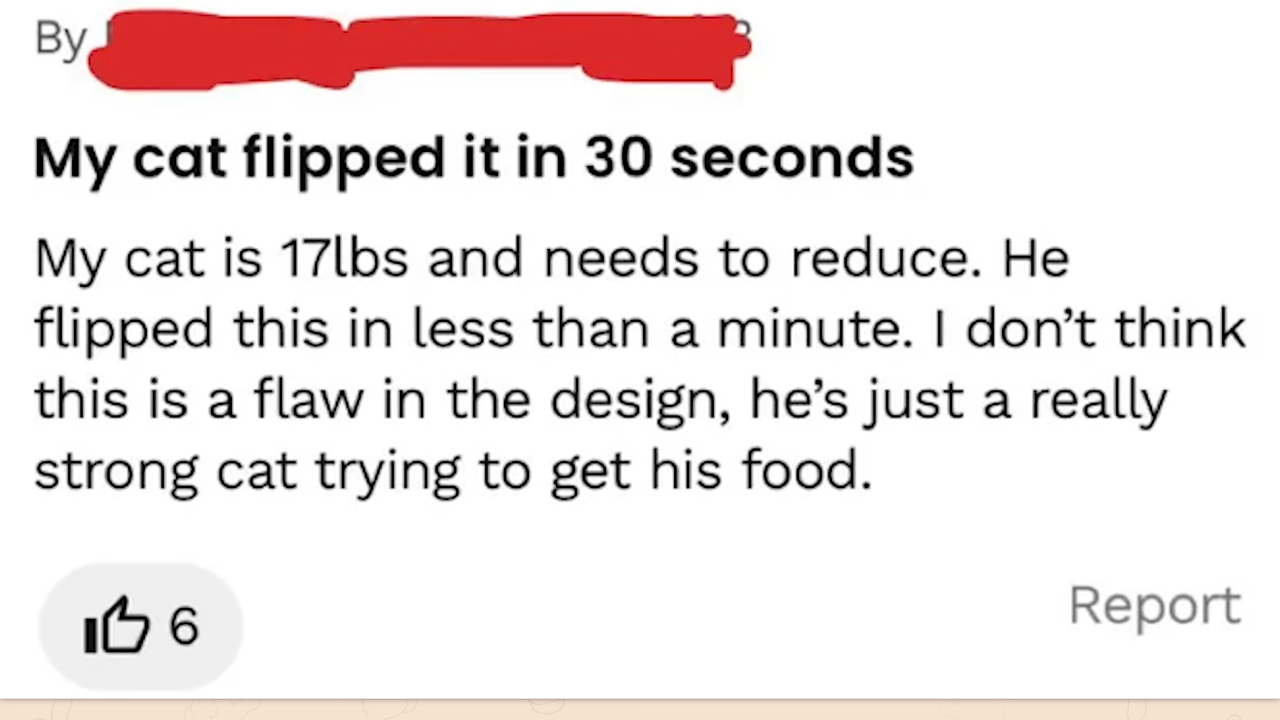 By
My cat flipped it in 30 seconds
My cat is 17lbs and needs to reduce. He
flipped this in less than a minute. I don’t think
this is a flaw in the design, he’s just a really
strong cat trying to get his food.
6
Report